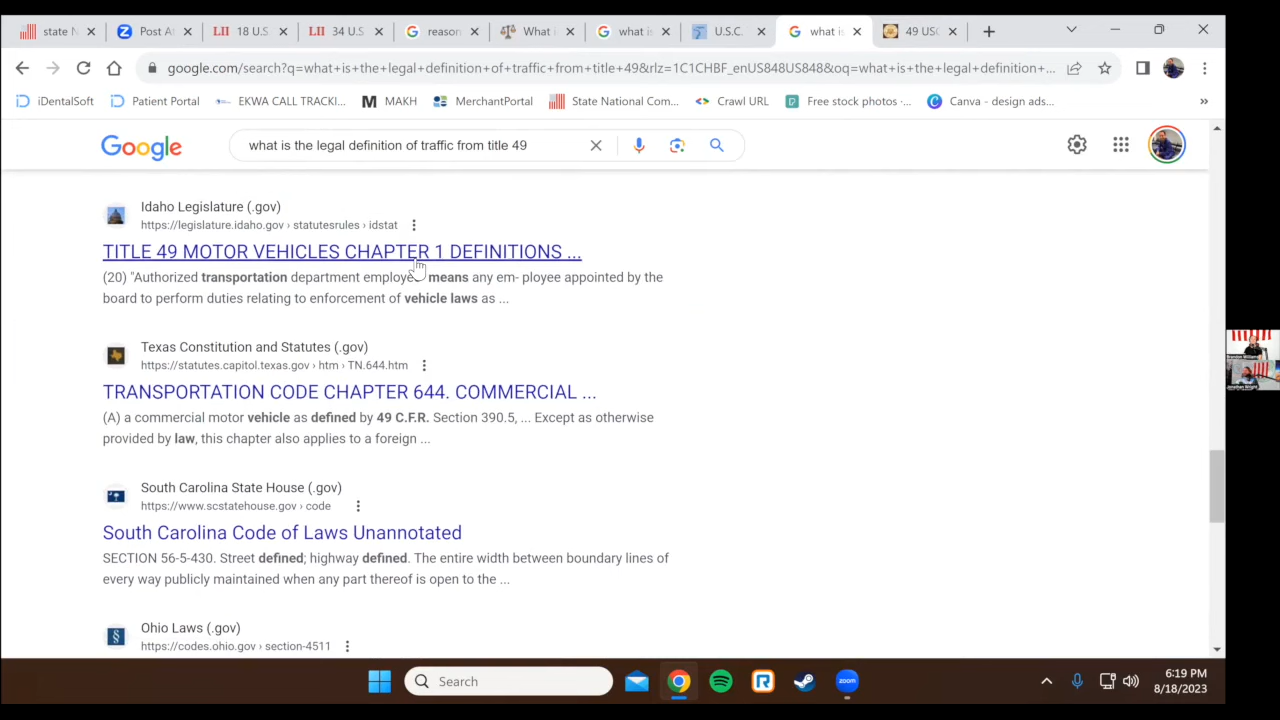 state N
Post A
LII 18 U.S.
LII 34 U.S
reason
What
what is
U.S.C.
what is
49 USC
google.com/search?q=what+is+the+legal+definition+of+traffic+from+title+49&rlz=1C1CHBF_enUS848US848&oq=what+is+the+legal+definition...
iDentalSoft
Patient Portal
EKWA CALL TRACKI...
M MAKH
MerchantPortal
State National Com...
Crawl URL
Free stock photos -...
Canva - design ads...
»
Google
what is the legal definition of traffic from title 49
Idaho Legislature (.gov)
https://legislature.idaho.gov › statutesrules › idstat
TITLE 49 MOTOR VEHICLES CHAPTER 1 DEFINITIONS ...
(20) "Authorized transportation department employee means any em- ployee appointed by the
board to perform duties relating to enforcement of vehicle laws as ...
Texas Constitution and Statutes (.gov)
https://statutes.capitol.texas.gov › htm › TN.644.htm
TRANSPORTATION CODE CHAPTER 644. COMMERCIAL ...
(A) a commercial motor vehicle as defined by 49 C.F.R. Section 390.5, ... Except as otherwise
provided by law, this chapter also applies to a foreign ...
South Carolina State House (.gov)
https://www.scstatehouse.gov › code
South Carolina Code of Laws Unannotated
SECTION 56-5-430. Street defined; highway defined. The entire width between boundary lines of
every way publicly maintained when any part thereof is open to the ...
Ohio Laws (.gov)
https://codes.ohio.gov › section-4511
Search
zoom
6:19 PM
8/18/2023